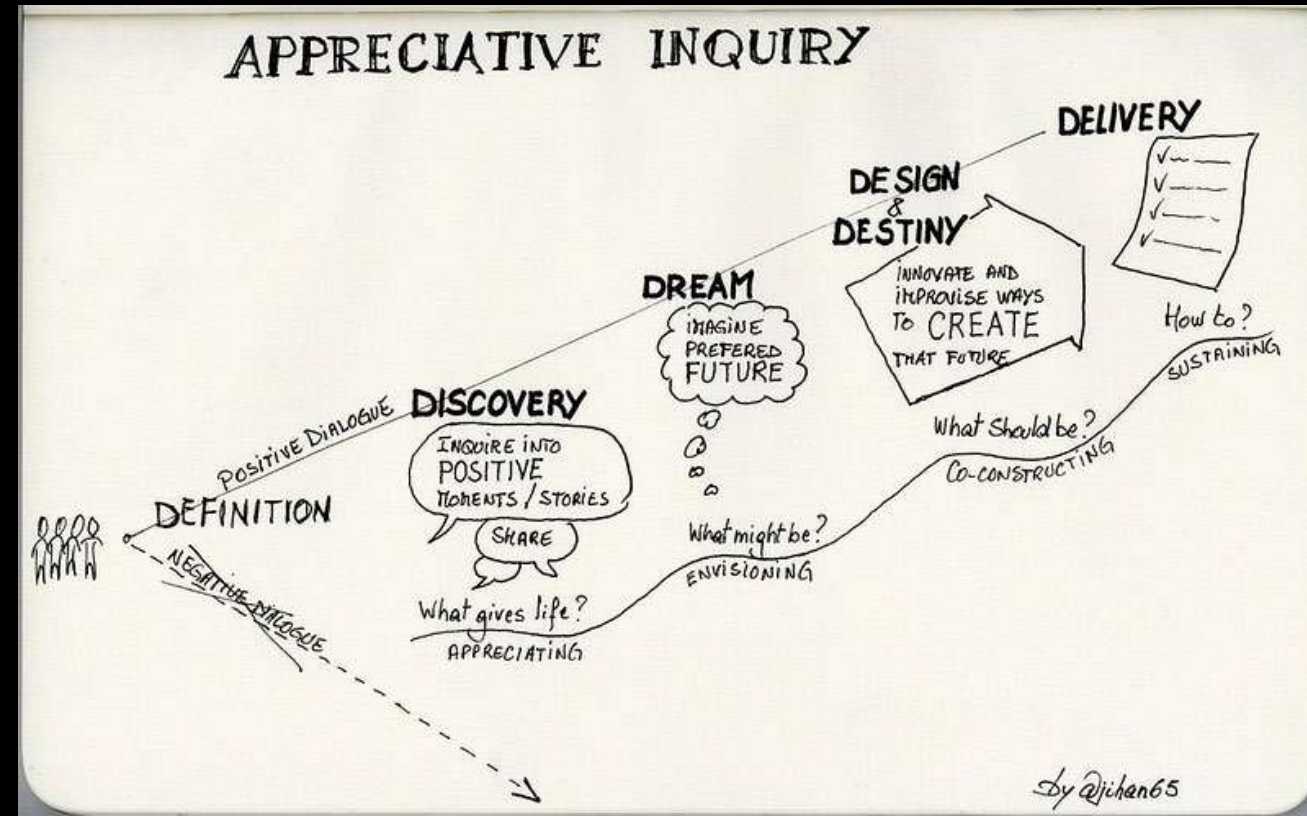 APPRECIATIVE INQUIRY
DELIVERY
DESIGN
&
DESTINY
INNOVATE AND
IMPROVISE WAYS
TO CREATE
THAT FUTURE
How to?
SUSTAINING
DREAM
IMAGINE
PREFERED
FUTURE
What Should be?
CO-CONSTRUCTING
POSITIVE DIALOGUE
DISCOVERY
INQUIRE INTO
POSITIVE
MOMENTS / STORIES
SHARE
What might be?
ENVISIONING
DEFINITION
NEGATIVE DIALOGUE
What gives life?
APPRECIATING
by @jihan65